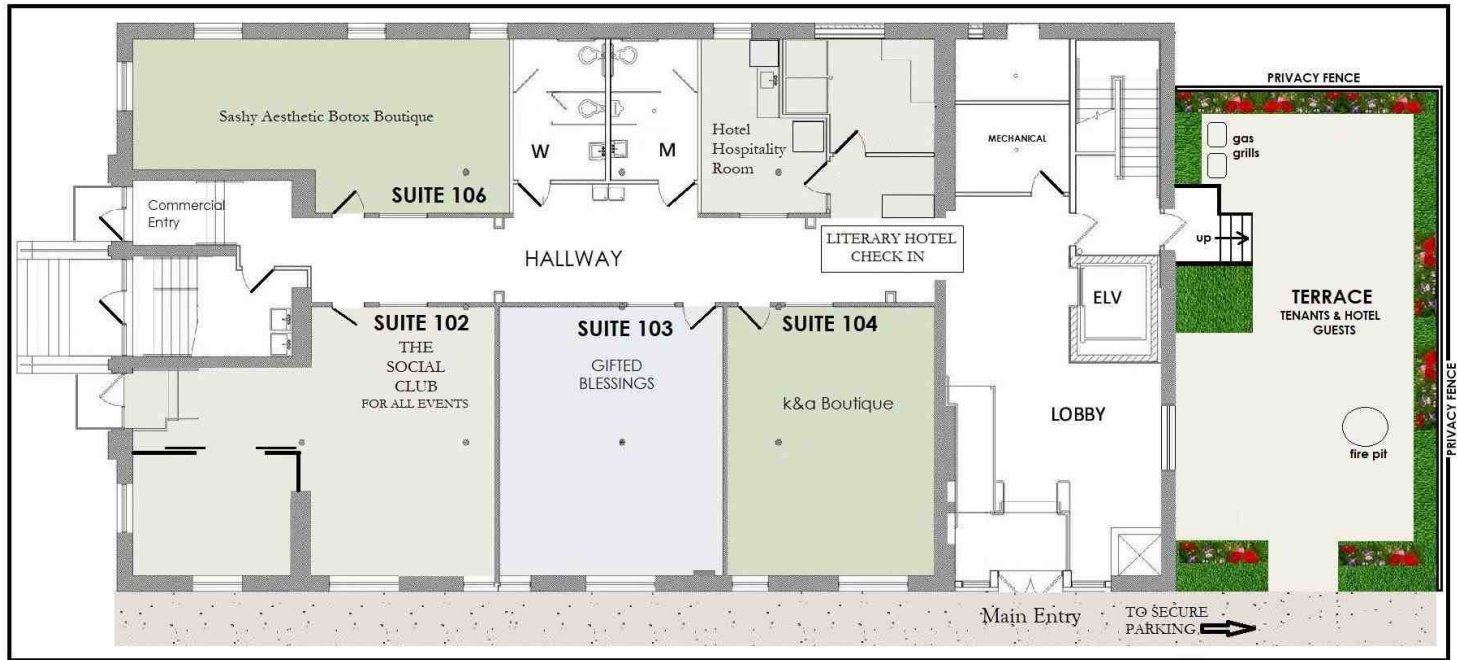 PRIVACY FENCE
gas
grills
MECHANICAL
Sashy Aesthetic Botox Boutique
W
M
Hotel
Hospitality
Room
SUITE 106
Commercial
Entry
HALLWAY
LITERARY HOTEL
CHECK IN
up
ELV
TERRACE
TENANTS & HOTEL
GUESTS
SUITE 102
THE
SOCIAL
CLUB
FOR ALL EVENTS
SUITE 103
GIFTED
BLESSINGS
SUITE 104
k&a Boutique
LOBBY
fire pit
PRIVACY FENCE
Main Entry
TO SECURE
PARKING